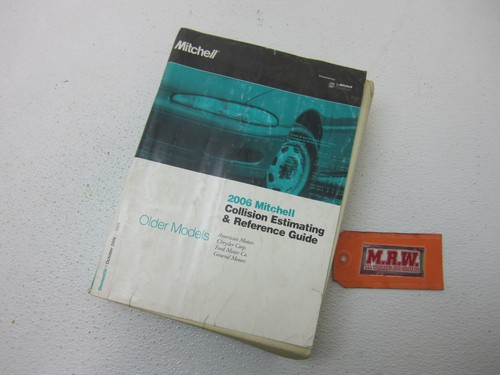 Mitchell
2006 Mitchell
Collision Estimating
& Reference Guide
Older Models
American Motors
Chrysler Corp.
Ford Motor Co.
General Motors
M.R.W.